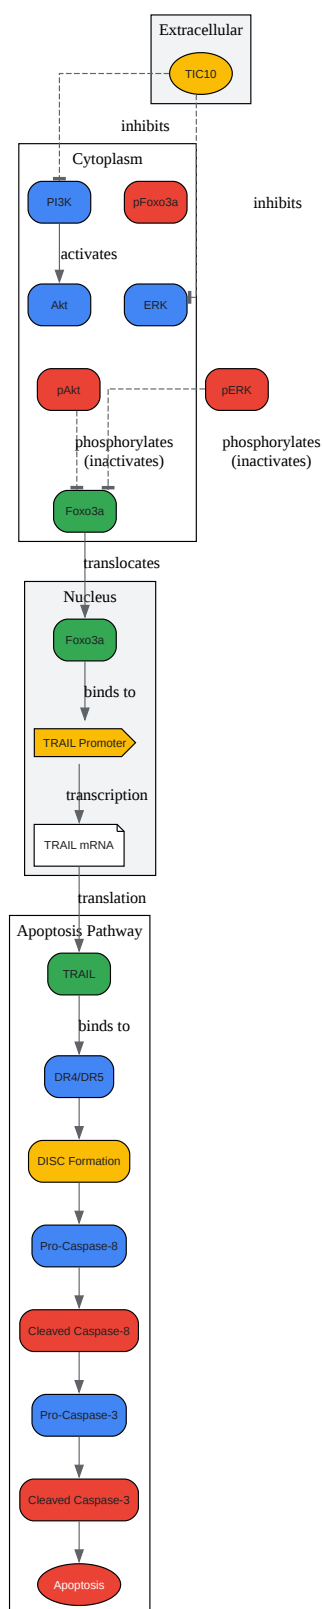 Extracellular
TIC10
inhibits
Cytoplasm
PI3K
pFoxo3a
inhibits
activates
Akt
ERK
pAkt
pERK
phosphorylates
(inactivates)
phosphorylates
(inactivates)
Foxo3a
translocates
Nucleus
Foxo3a
binds to
TRAIL Promoter
transcription
TRAIL mRNA
translation
Apoptosis Pathway
TRAIL
binds to
DR4/DR5
DISC Formation
Pro-Caspase-8
Cleaved Caspase-8
Pro-Caspase-3
Cleaved Caspase-3
Apoptosis